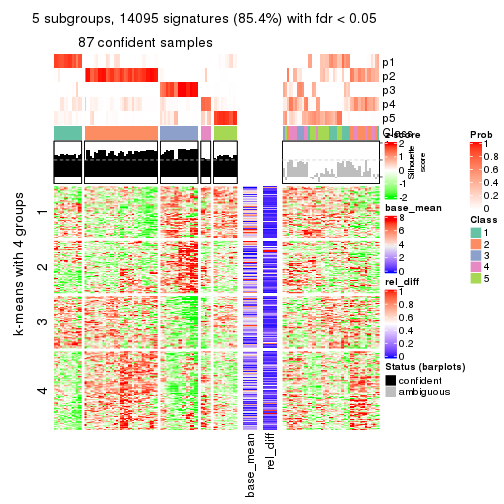 5 subgroups, 14095 signatures (85.4%) with fdr < 0.05
87 confident samples
p1
p2
p3
p4
p5
Class
Silhouette
score
k-means with 4 groups
1
2
3
4
base_mean
rel_diff
z-score
2
1
0
-1
-2
base_mean
8
6
4
2
0
rel_diff
1
0.8
0.6
0.4
0.2
0
Status (barplots)
confident
ambiguous
Prob
1
0.8
0.6
0.4
0.2
0
Class
1
2
3
4
5